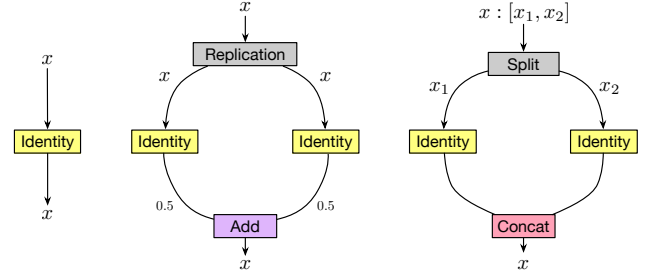 x
Identity
x
x
Replication
x
x
Identity
Identity
0.5
0.5
Add
x
x : [x₁, x₂]
Split
x₁
x₂
Identity
Identity
Concat
x